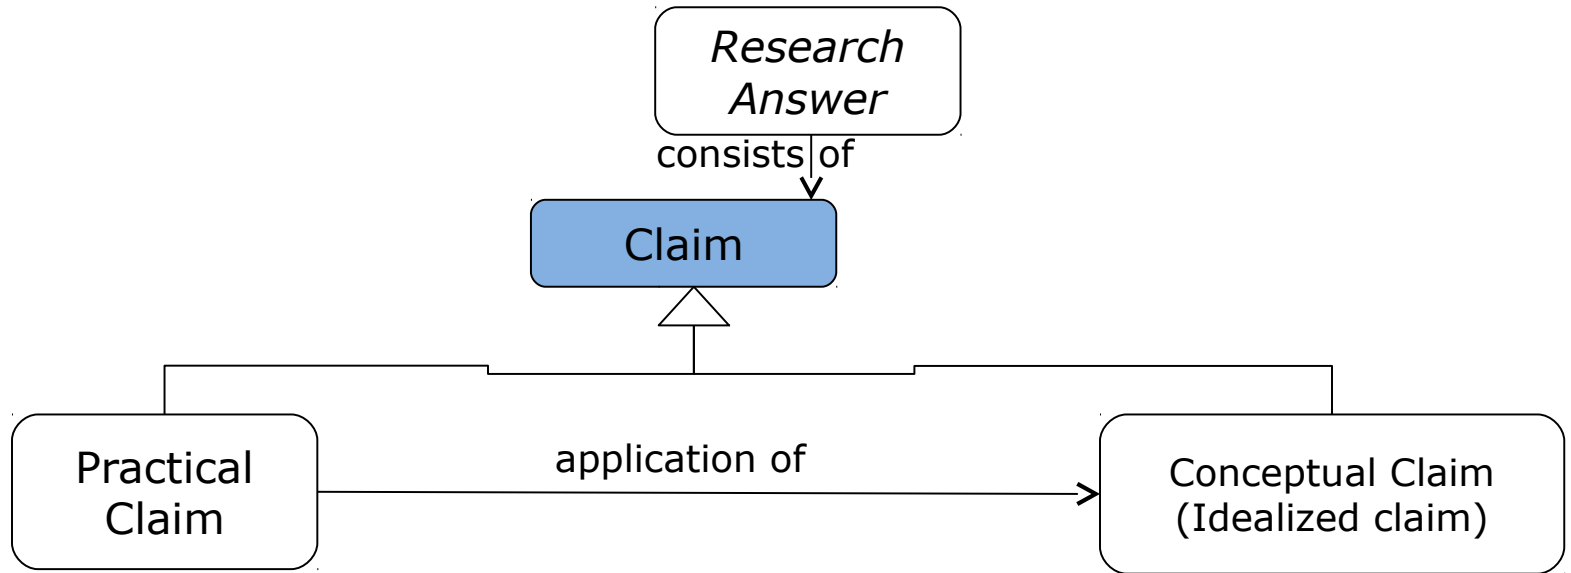 Research
Answer
consists of
Claim
application of
Practical
Claim
Conceptual Claim
(Idealized claim)